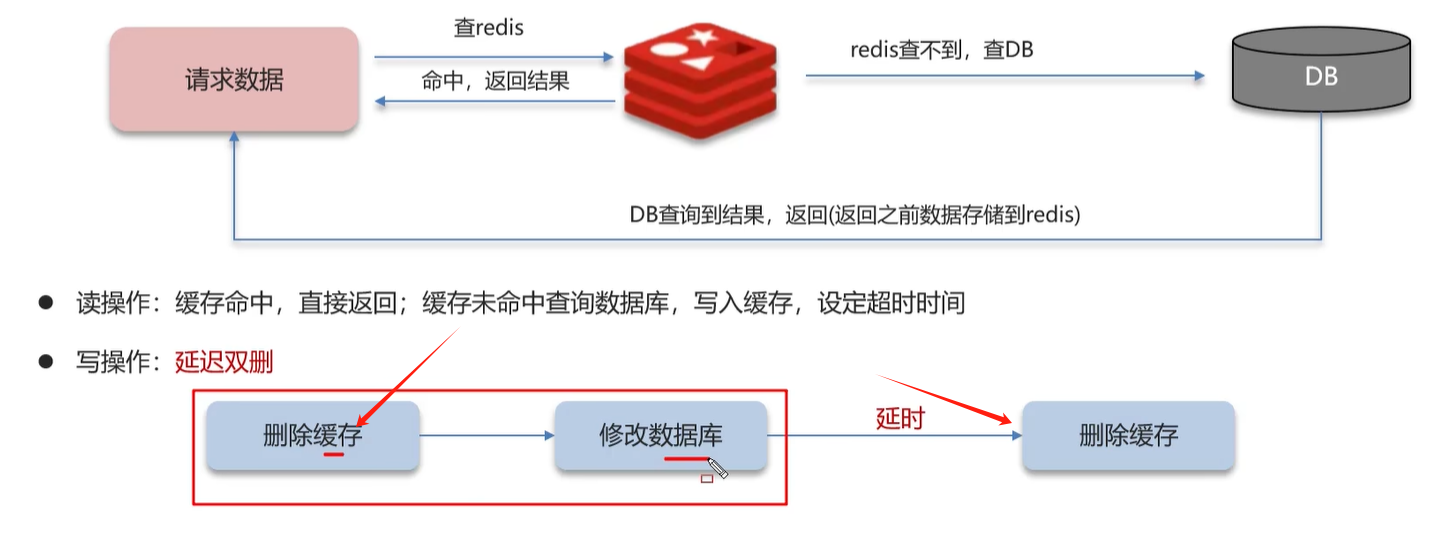 查redis
redis查不到，查DB
请求数据
命中，返回结果
DB
DB查询到结果，返回(返回之前数据存储到redis)
读操作：缓存命中，直接返回；缓存未命中查询数据库，写入缓存，设定超时时间
写操作：延迟双删
删除缓存
修改数据库
延时
删除缓存